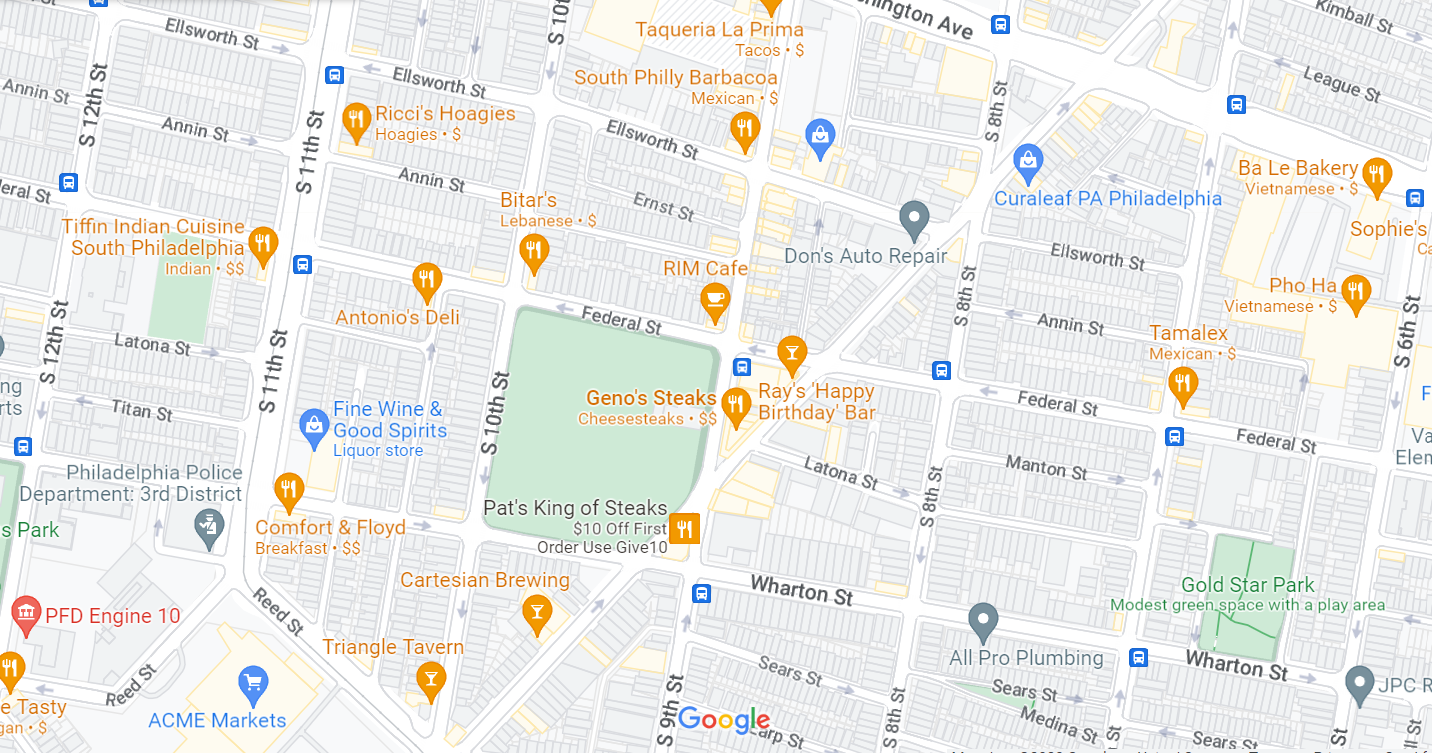 Ellsworth St
S 10th
Taqueria La Prima
Tacos • $
Ave
Kimball St
S 12th St
Annin St
Ellsworth St
South Philly Barbacoa
Mexican • $
League St
Annin St
S 11th St
Ricci's Hoagies
Hoagies • $
Ellsworth St
S 8th St
Annin St
Ernst St
Bitar's
Lebanese • $
Curaleaf PA Philadelphia
Ba Le Bakery
Vietnamese • $
Sophie's
Tiffin Indian Cuisine
South Philadelphia
Indian • $$
Don's Auto Repair
Ellsworth St
RIM Cafe
Pho Ha
Vietnamese • $
Antonio's Deli
Federal St
S 8th St
Annin St
Tamalex
Mexican • $
S 6th St
S 12th St
Latona St
S 11th St
Titan St
S 10th St
Geno's Steaks
Cheesesteaks • $$
Ray's 'Happy
Birthday' Bar
Federal St
Federal St
Fine Wine &
Good Spirits
Liquor store
Philadelphia Police
Department: 3rd District
Latona St
S 8th St
Manton St
s Park
Comfort & Floyd
Breakfast • $$
Pat's King of Steaks
$10 Off First
Order Use Give10
Cartesian Brewing
Wharton St
Gold Star Park
Modest green space with a play area
PFD Engine 10
Reed St
Triangle Tavern
All Pro Plumbing
Wharton St
Reed St
Sears St
Sears St
JPC R
e Tasty
gan • $
ACME Markets
S 9th St
Google
S 8th St
Medina St
Sears St